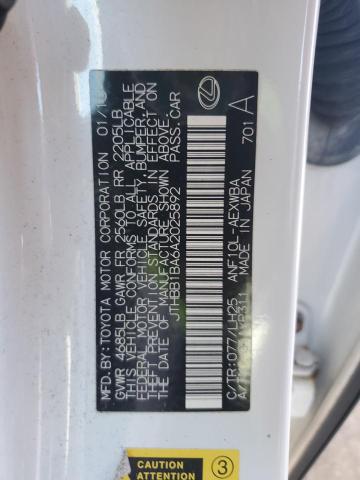 MFD. BY: TOYOTA MOTOR CORPORATION 01/10
GVWR 4685LB GAWR FR 2560LB RR 2205LB
THIS VEHICLE CONFORMS TO ALL APPLICABLE
FEDERAL MOTOR VEHICLE SAFETY, BUMPER, AND
THEFT PREVENTION STANDARDS IN EFFECT ON
THE DATE OF MANUFACTURE SHOWN ABOVE.
JTHBB1BA6A2025892 PASS.CAR
C/TR:077/LH25 ANF10L-AEXWBA
A/TM: MADE IN JAPAN
701 A
CAUTION
ATTENTION
3